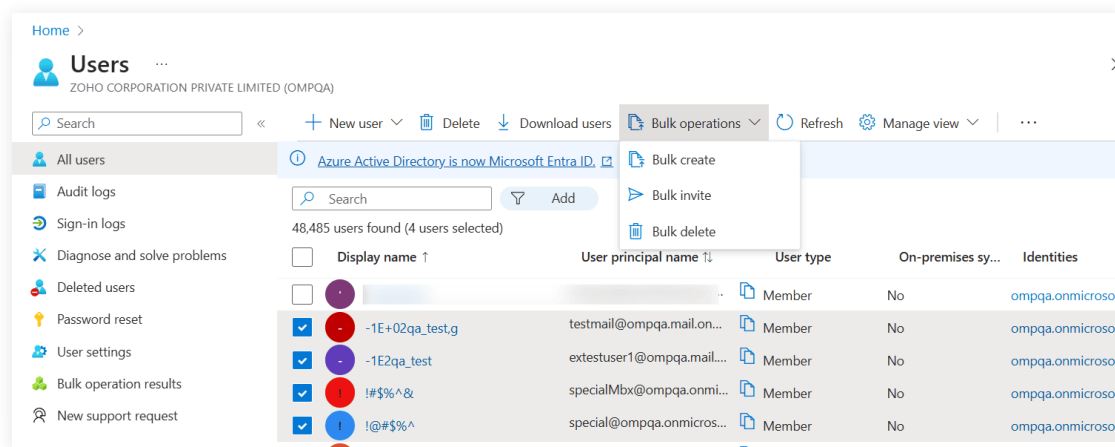 Home >
Users ...
ZOHO CORPORATION PRIVATE LIMITED (OMPQA)
Search «
New user Delete Download users Bulk operations Refresh Manage view ...
All users
Audit logs
Sign-in logs
Diagnose and solve problems
Deleted users
Password reset
User settings
Bulk operation results
New support request
Azure Active Directory is now Microsoft Entra ID.
Bulk create
Bulk invite
Bulk delete
Search Add
48,485 users found (4 users selected)
Display name ↑ User principal name ↑↓ User type On-premises sy... Identities
' Member No ompqa.onmicroso
- -1E+02qa_test,g testmail@ompqa.mail.on... Member No ompqa.onmicroso
- -1E2qa_test extestuser1@ompqa.mail.... Member No ompqa.onmicroso
! !#$%^& specialMbx@ompqa.onmi... Member No ompqa.onmicroso
! !@#$%^ special@ompqa.onmicros... Member No ompqa.onmicroso